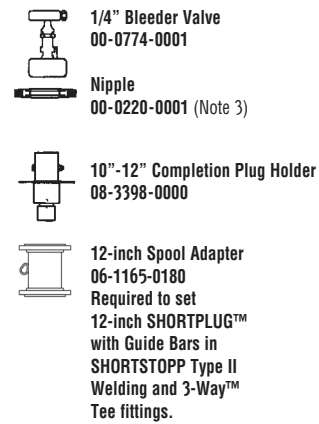 1/4” Bleeder Valve
00-0774-0001
Nipple
00-0220-0001 (Note 3)
10”-12” Completion Plug Holder
08-3398-0000
12-inch Spool Adapter
06-1165-0180
Required to set
12-inch SHORTPLUG™
with Guide Bars in
SHORTSTOPP Type II
Welding and 3-Way™
Tee fittings.